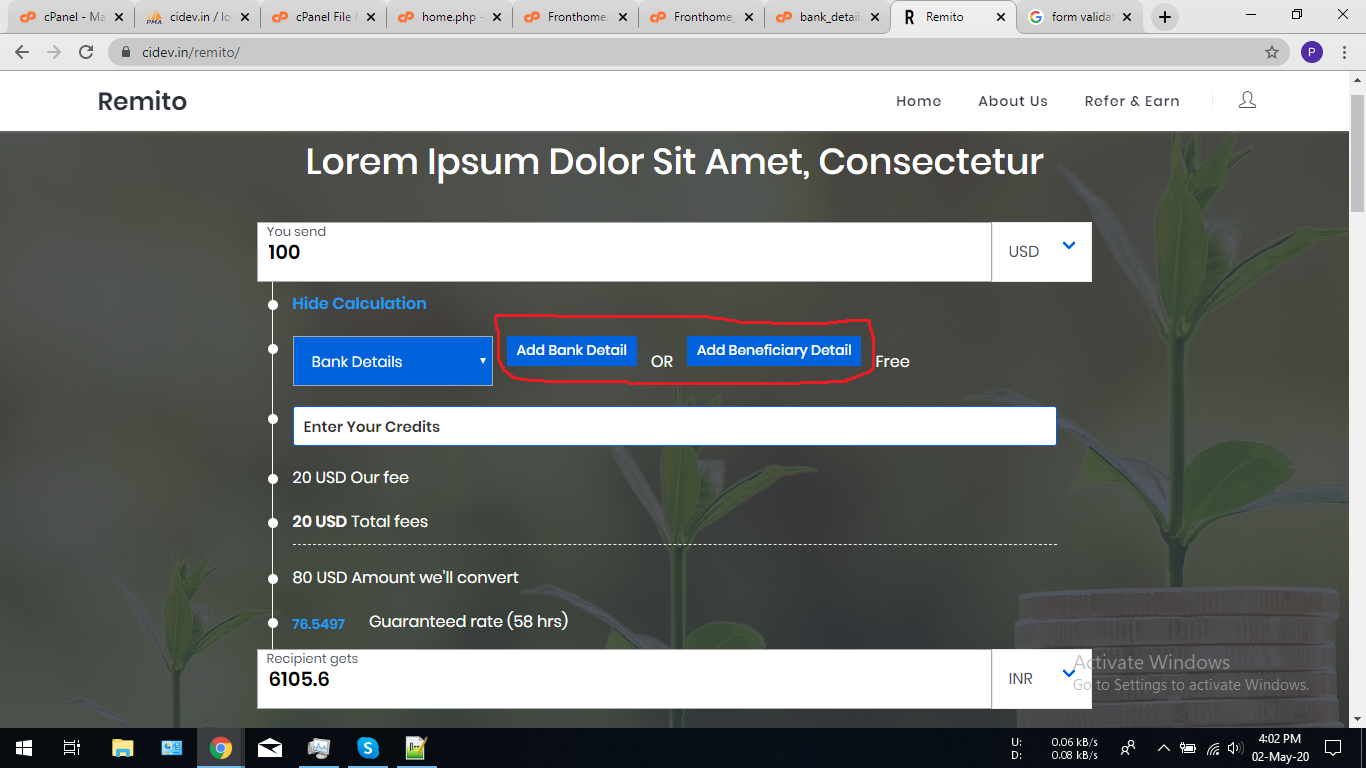 cPanel - Ma
cidev.in / lo
cPanel File M
home.php -
Fronthome.
Fronthome_
bank_detail
Remito
form valida
cidev.in/remito/
P
Remito
Home
About Us
Refer & Earn
Lorem Ipsum Dolor Sit Amet, Consectetur
You send
100
USD
Hide Calculation
Bank Details
Add Bank Detail
OR
Add Beneficiary Detail
Free
Enter Your Credits
20 USD Our fee
20 USD Total fees
80 USD Amount we'll convert
76.5497
Guaranteed rate (58 hrs)
Recipient gets
6105.6
INR
Activate Windows
Go to Settings to activate Windows.
U: 0.06 kB/s
D: 0.08 kB/s
4:02 PM
02-May-20